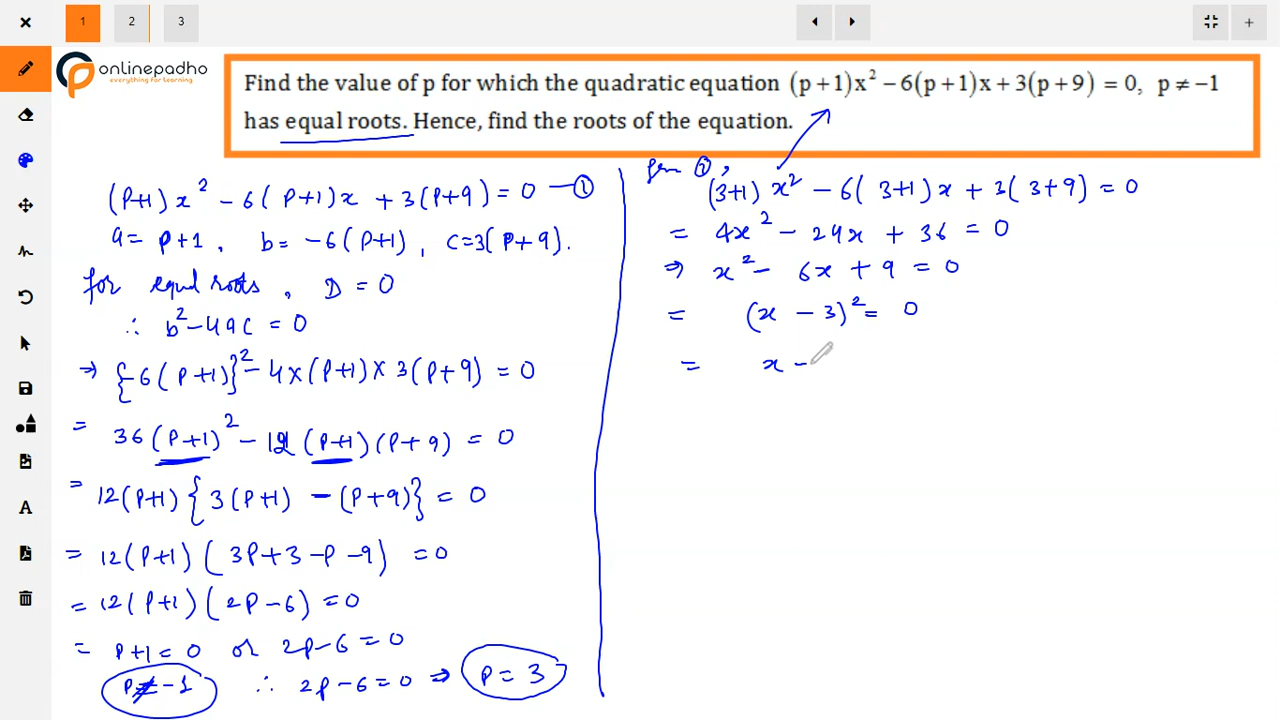 1 2 3
onlinepadho
everything for learning
Find the value of p for which the quadratic equation (p+1)x² − 6(p+1)x + 3(p+9) = 0, p ≠ −1
has equal roots. Hence, find the roots of the equation.
(P+1)x² - 6(P+1)x + 3(P+9) = 0 — ①
a = p+1, b = -6(P+1), c = 3(P+9).
for equal roots, D = 0
∴ b² - 4ac = 0
⇒ {-6(P+1)}² - 4×(P+1)×3(P+9) = 0
= 36(P+1)² - 12(P+1)(P+9) = 0
= 12(P+1){3(P+1) - (P+9)} = 0
= 12(P+1)(3P+3-P-9) = 0
= 12(P+1)(2P-6) = 0
= P+1 = 0 or 2P-6 = 0
P ≠ -1 ∴ 2P-6 = 0 ⇒ P = 3
(3+1)x² - 6(3+1)x + 3(3+9) = 0
= 4x² - 24x + 36 = 0
⇒ x² - 6x + 9 = 0
= (x - 3)² = 0
= x -
A